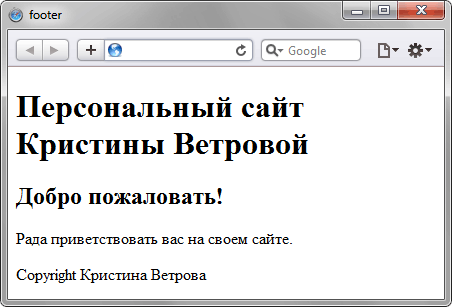 footer
Google
Персональный сайт
Кристины Ветровой
Добро пожаловать!
Рада приветствовать вас на своем сайте.
Copyright Кристина Ветрова